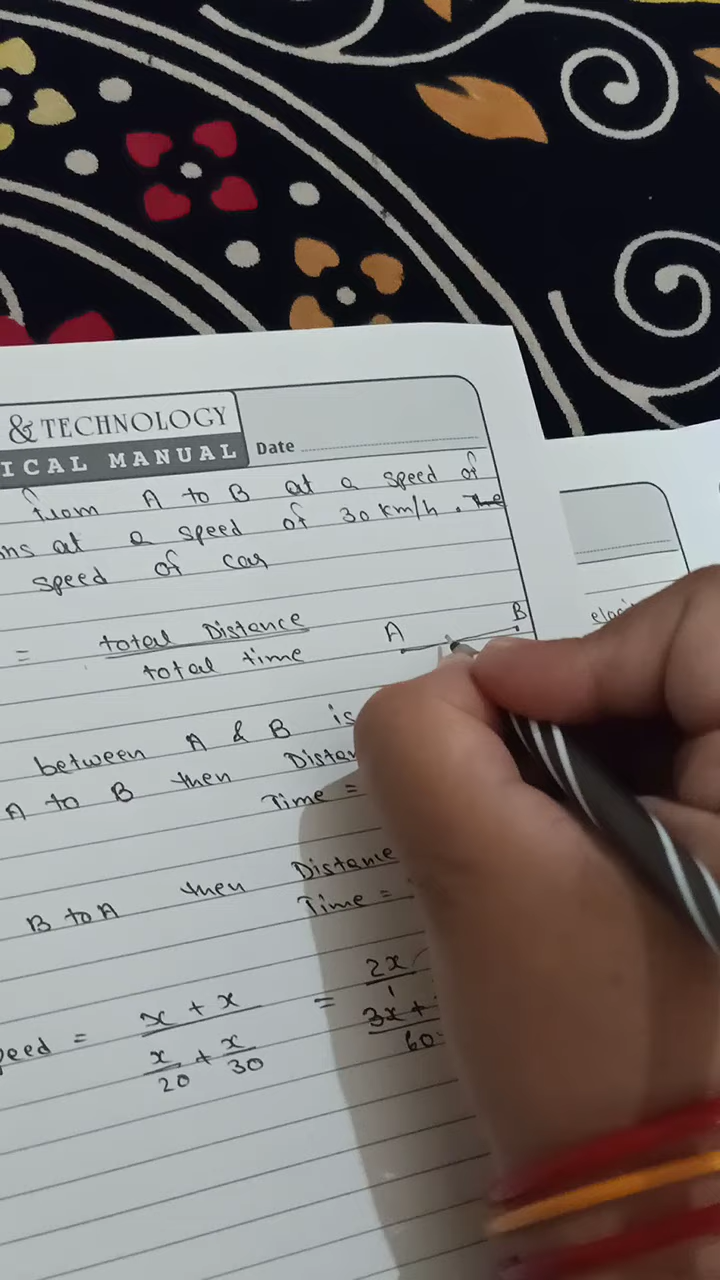 & TECHNOLOGY
ICAL MANUAL
Date
from A to B at a speed of
ns at a speed of 30 km/h. The
speed of car
= total Distance / total time
A B
between A & B is
A to B then Distan
Time =
B to A then Distance
Time =
peed = x + x / x/20 + x/30 = 2x/1 / 3x + / 60